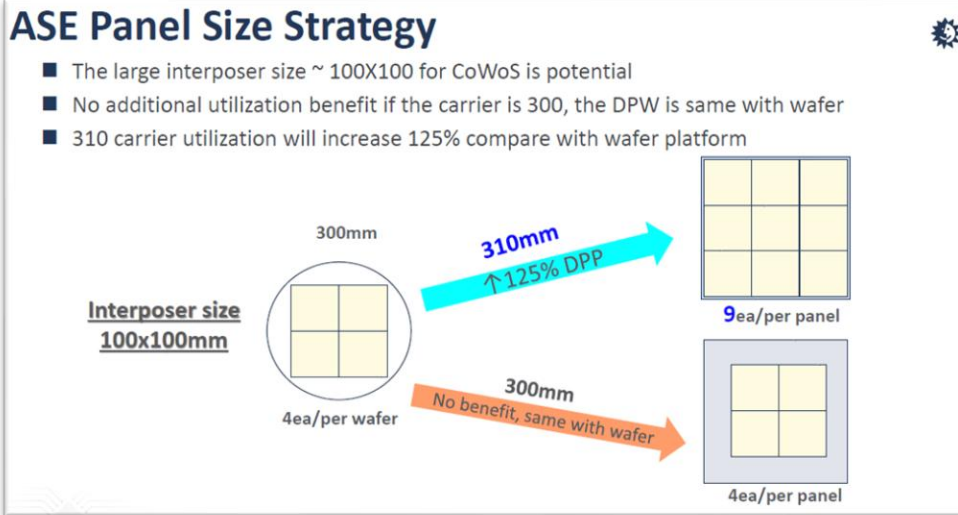 ASE Panel Size Strategy
■ The large interposer size ~ 100X100 for CoWoS is potential
■ No additional utilization benefit if the carrier is 300, the DPW is same with wafer
■ 310 carrier utilization will increase 125% compare with wafer platform
300mm
310mm
↑125% DPP
Interposer size
100x100mm
9ea/per panel
4ea/per wafer
300mm
No benefit, same with wafer
4ea/per panel